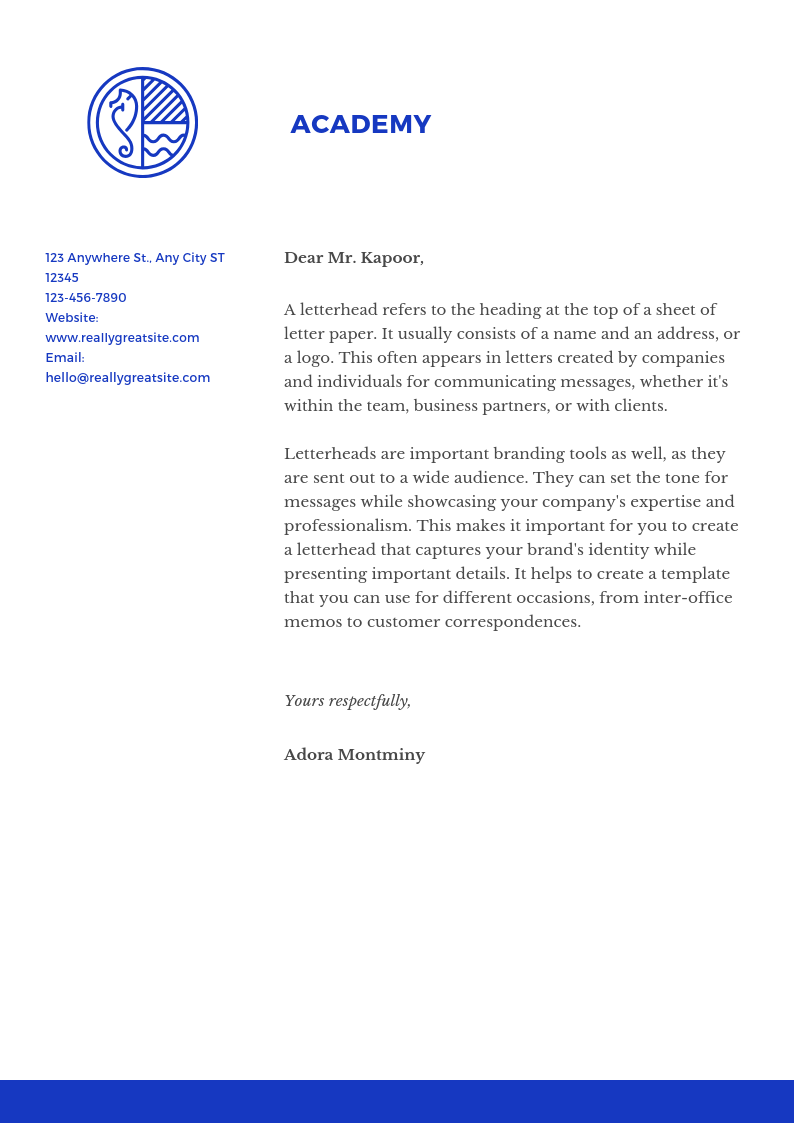 ACADEMY
123 Anywhere St., Any City ST
12345
123-456-7890
Website:
www.reallygreatsite.com
Email:
hello@reallygreatsite.com
Dear Mr. Kapoor,
A letterhead refers to the heading at the top of a sheet of
letter paper. It usually consists of a name and an address, or
a logo. This often appears in letters created by companies
and individuals for communicating messages, whether it's
within the team, business partners, or with clients.
Letterheads are important branding tools as well, as they
are sent out to a wide audience. They can set the tone for
messages while showcasing your company's expertise and
professionalism. This makes it important for you to create
a letterhead that captures your brand's identity while
presenting important details. It helps to create a template
that you can use for different occasions, from inter-office
memos to customer correspondences.
Yours respectfully,
Adora Montminy